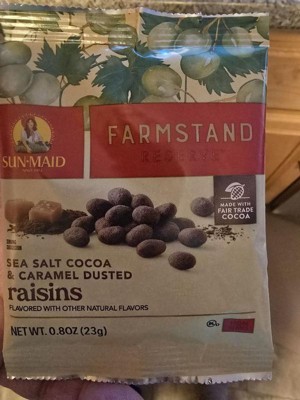 SUN-MAID
FARMSTAND
RESERVE
MADE WITH
FAIR TRADE
COCOA
SEA SALT COCOA
& CARAMEL DUSTED
raisins
FLAVORED WITH OTHER NATURAL FLAVORS
NET WT. 0.8OZ (23g)